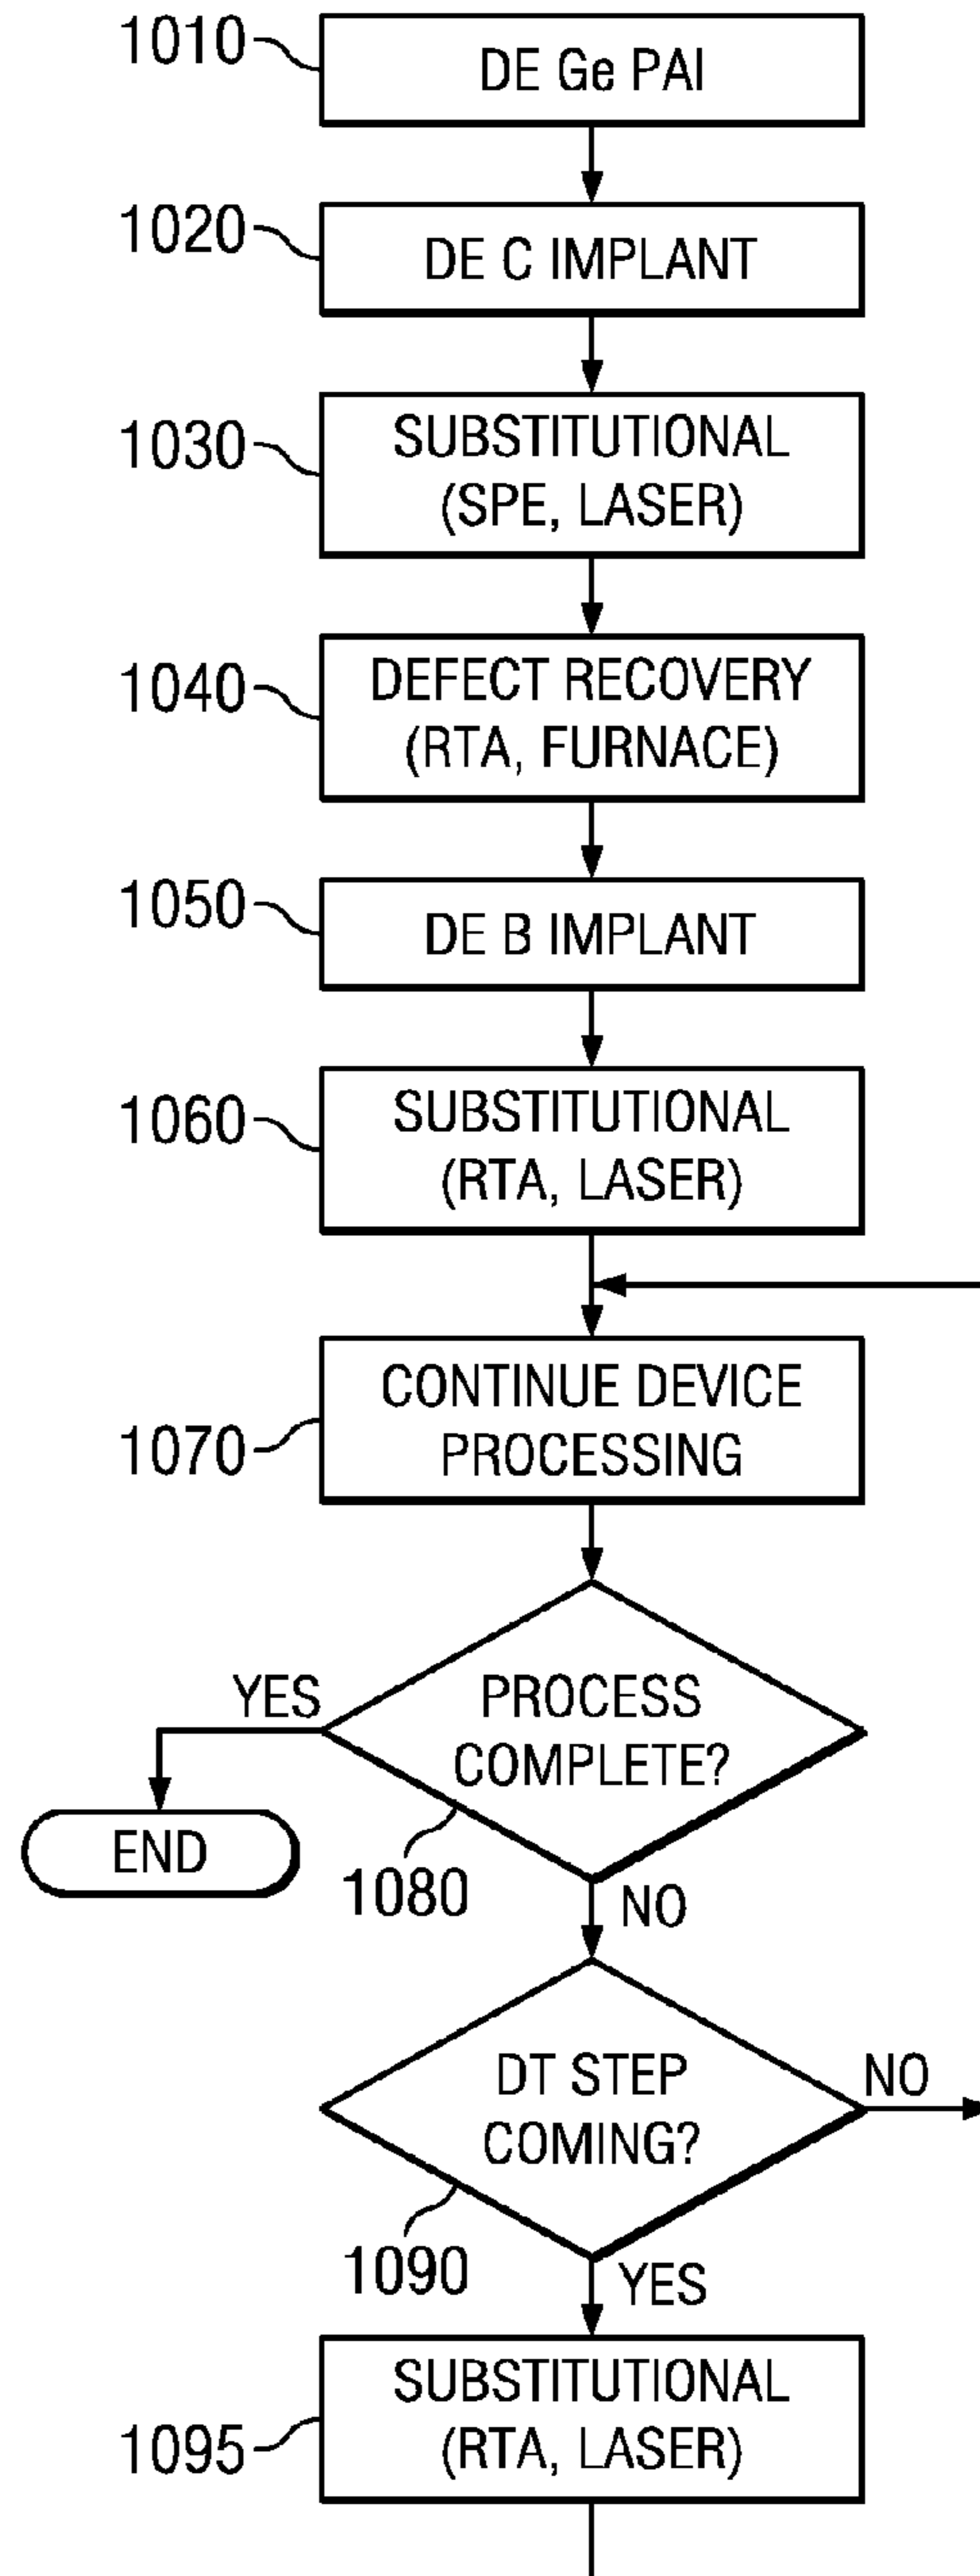 1010
DE Ge PAI
1020
DE C IMPLANT
1030
SUBSTITUTIONAL
(SPE, LASER)
1040
DEFECT RECOVERY
(RTA, FURNACE)
1050
DE B IMPLANT
1060
SUBSTITUTIONAL
(RTA, LASER)
CONTINUE DEVICE
PROCESSING
1070
YES
PROCESS
COMPLETE?
END
1080
NO
DT STEP
COMING?
NO
1090
YES
SUBSTITUTIONAL
(RTA, LASER)
1095